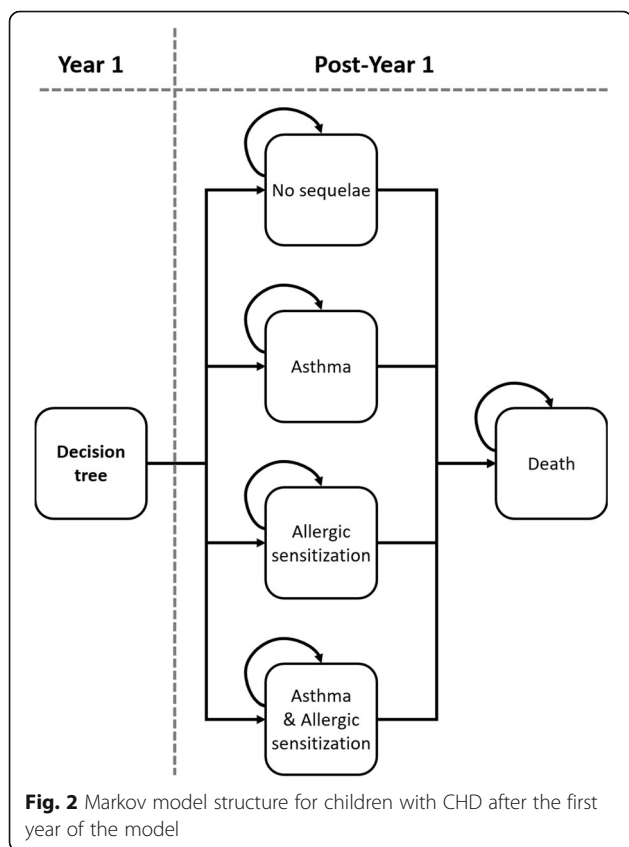 Year 1
Post-Year 1
No sequelae
Asthma
Decision
tree
Death
Allergic
sensitization
Asthma
& Allergic
sensitization
Fig. 2 Markov model structure for children with CHD after the first
year of the model